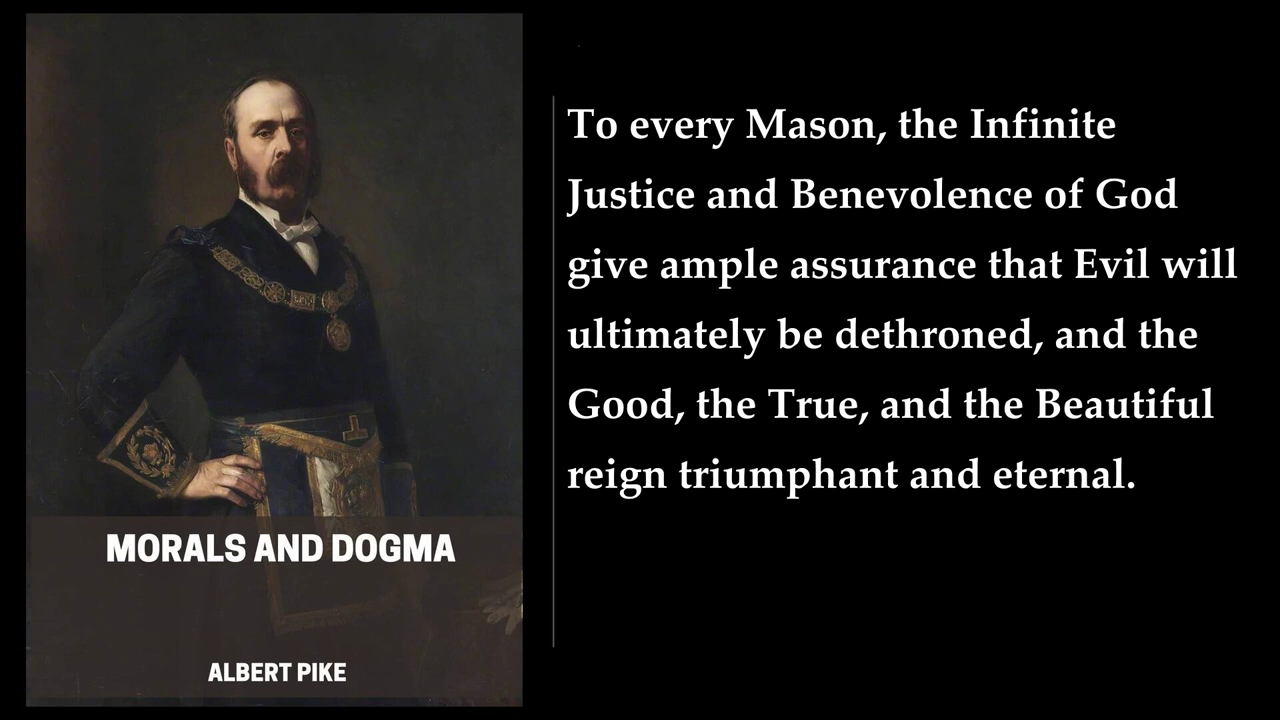 MORALS AND DOGMA
ALBERT PIKE
To every Mason, the Infinite
Justice and Benevolence of God
give ample assurance that Evil will
ultimately be dethroned, and the
Good, the True, and the Beautiful
reign triumphant and eternal.